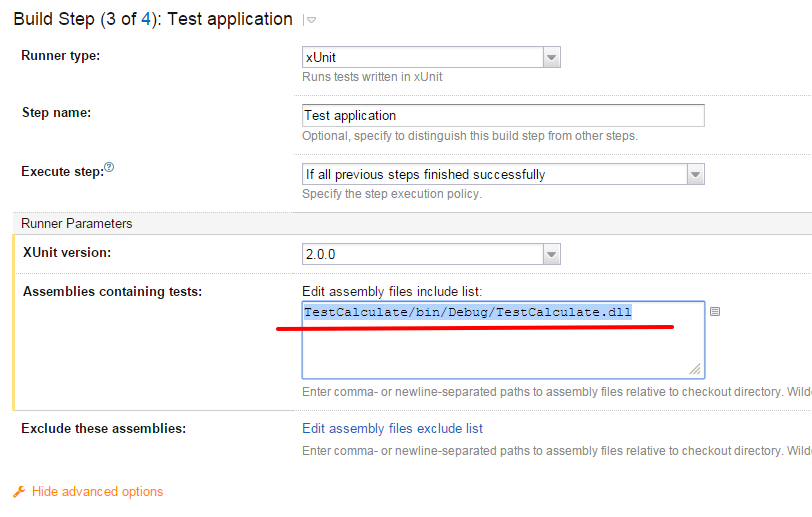 Build Step (3 of 4): Test application
Runner type:
xUnit
Runs tests written in xUnit
Step name:
Test application
Optional, specify to distinguish this build step from other steps.
Execute step:
If all previous steps finished successfully
Specify the step execution policy.
Runner Parameters
XUnit version:
2.0.0
Assemblies containing tests:
Edit assembly files include list:
TestCalculate/bin/Debug/TestCalculate.dll
Enter comma- or newline-separated paths to assembly files relative to checkout directory.
Exclude these assemblies:
Edit assembly files exclude list
Enter comma- or newline-separated paths to assembly files relative to checkout directory.
Hide advanced options